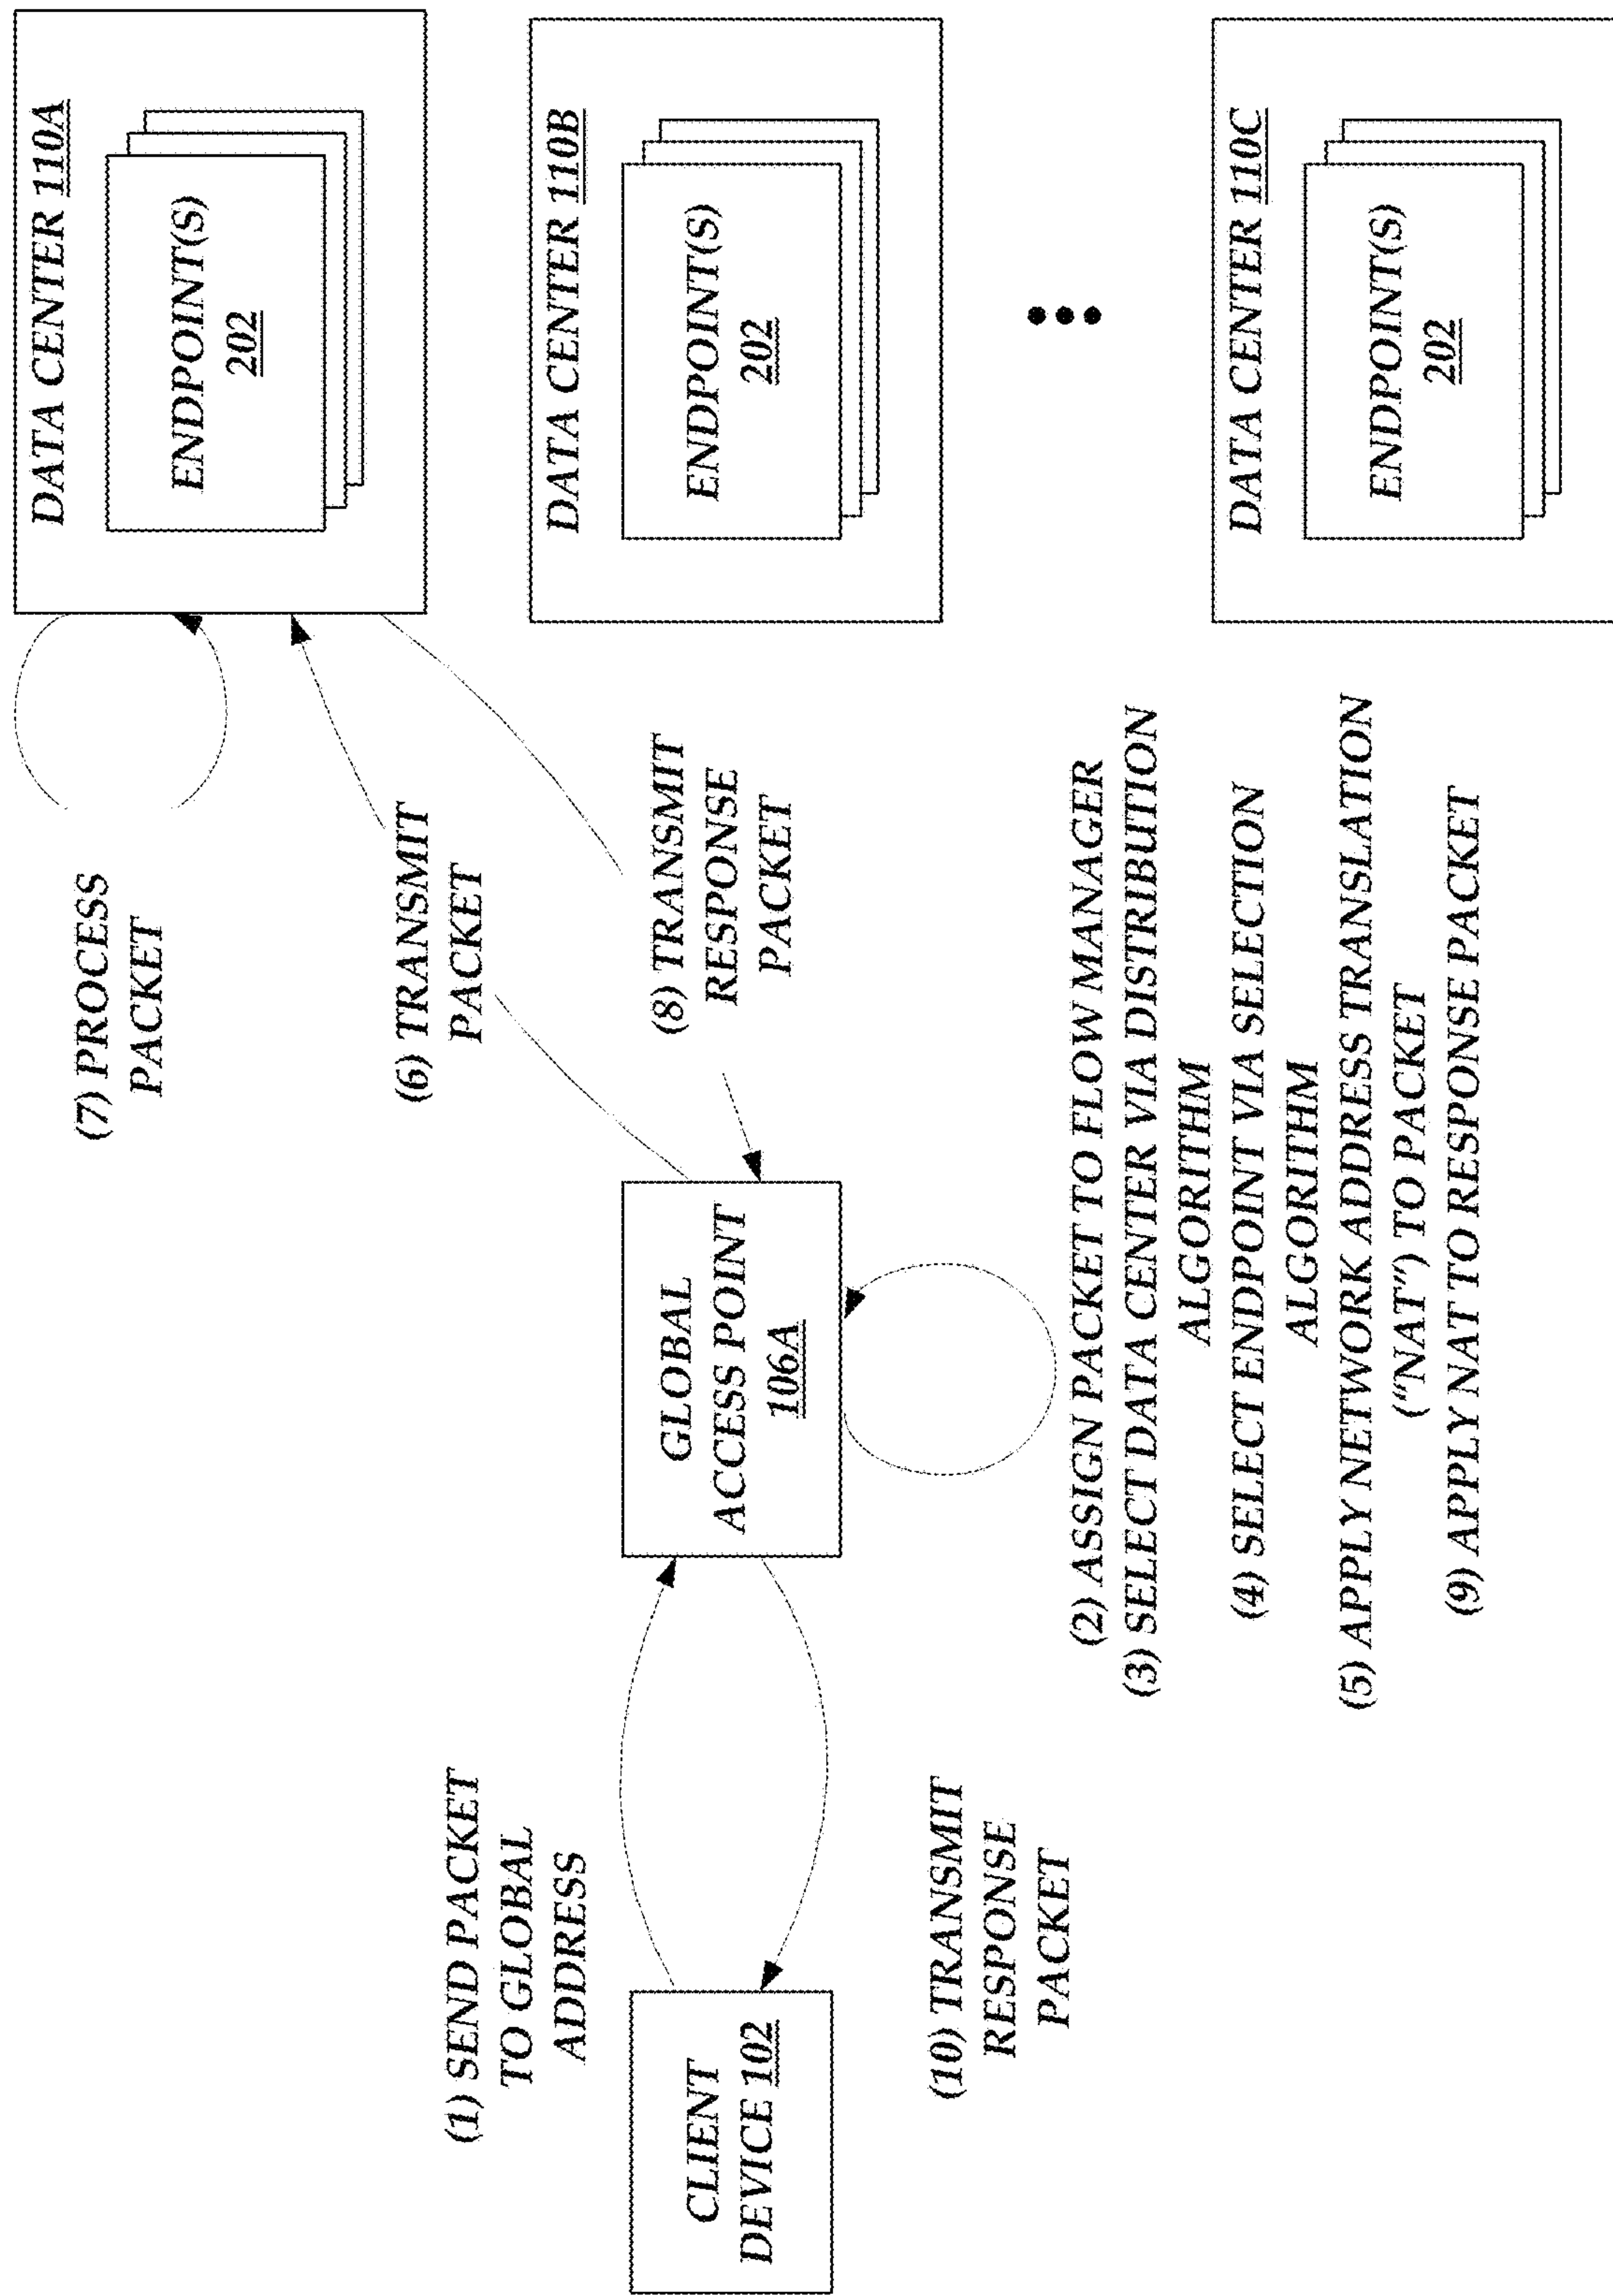 DATA CENTER 110A
ENDPOINT(S)
202
DATA CENTER 110B
ENDPOINT(S)
202
DATA CENTER 110C
ENDPOINT(S)
202
(7) PROCESS
PACKET
(6) TRANSMIT
PACKET
(8) TRANSMIT
RESPONSE
PACKET
GLOBAL
ACCESS POINT
106A
(2) ASSIGN PACKET TO FLOW MANAGER
(3) SELECT DATA CENTER VIA DISTRIBUTION
ALGORITHM
(4) SELECT ENDPOINT VIA SELECTION
ALGORITHM
(5) APPLY NETWORK ADDRESS TRANSLATION
(“NAT”) TO PACKET
(9) APPLY NAT TO RESPONSE PACKET
(1) SEND PACKET
TO GLOBAL
ADDRESS
(10) TRANSMIT
RESPONSE
PACKET
CLIENT
DEVICE 102